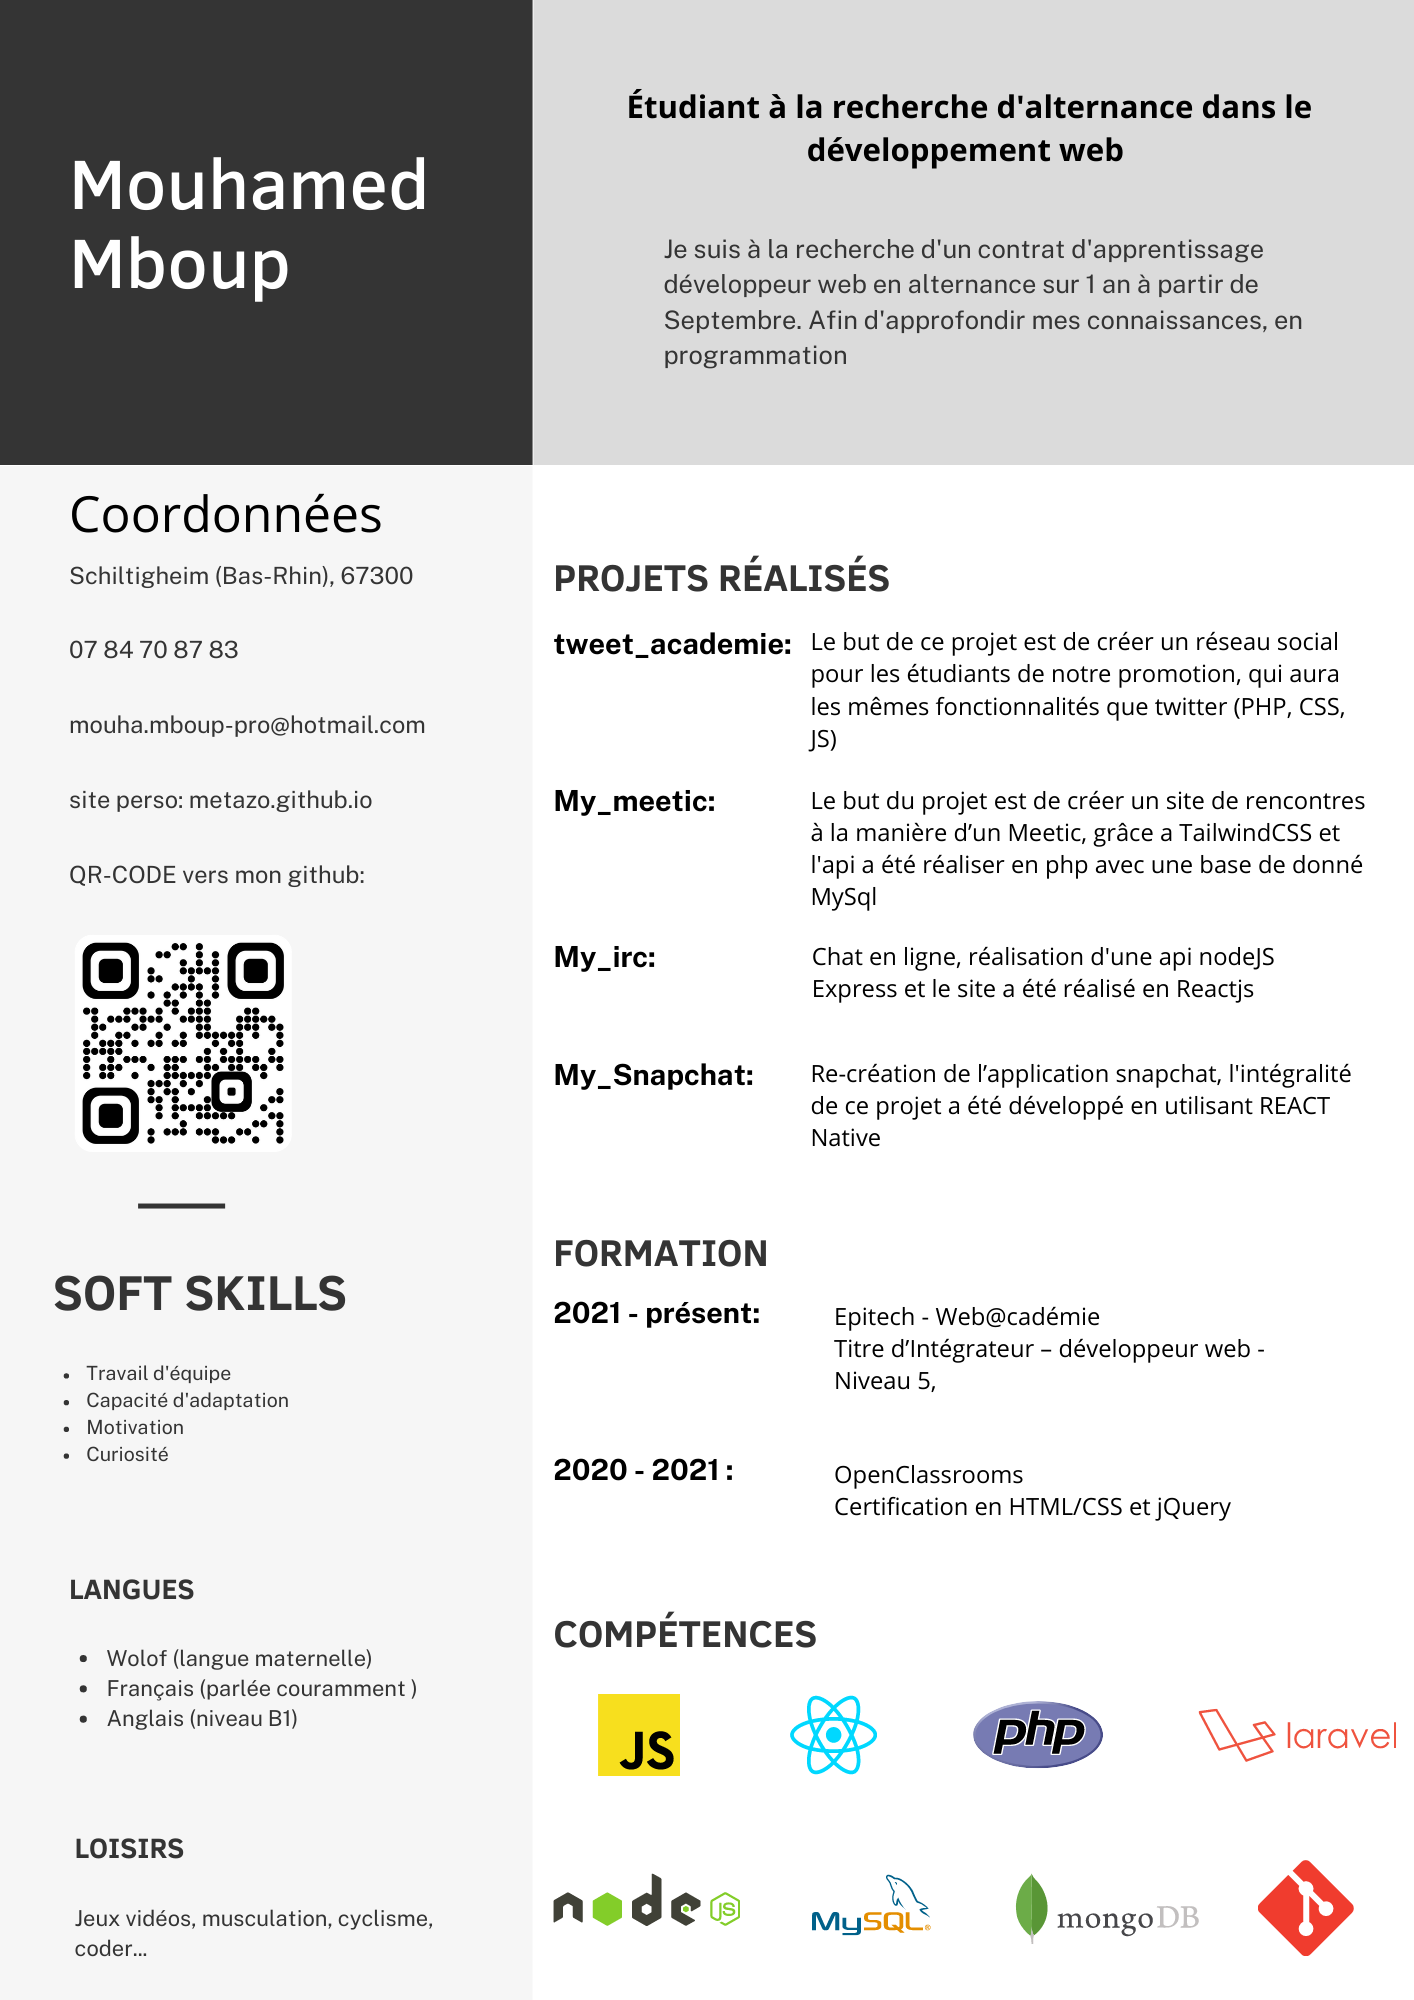 Mouhamed
Mboup
Étudiant à la recherche d'alternance dans le
développement web
Je suis à la recherche d'un contrat d'apprentissage
développeur web en alternance sur 1 an à partir de
Septembre. Afin d'approfondir mes connaissances, en
programmation
Coordonnées
Schiltigheim (Bas-Rhin), 67300
07 84 70 87 83
mouha.mboup-pro@hotmail.com
site perso: metazo.github.io
QR-CODE vers mon github:
SOFT SKILLS
• Travail d'équipe
• Capacité d'adaptation
• Motivation
• Curiosité
LANGUES
• Wolof (langue maternelle)
• Français (parlée couramment )
• Anglais (niveau B1)
LOISIRS
Jeux vidéos, musculation, cyclisme,
coder...
PROJETS RÉALISÉS
tweet_academie: Le but de ce projet est de créer un réseau social
pour les étudiants de notre promotion, qui aura
les mêmes fonctionnalités que twitter (PHP, CSS,
JS)
My_meetic: Le but du projet est de créer un site de rencontres
à la manière d’un Meetic, grâce a TailwindCSS et
l'api a été réaliser en php avec une base de donné
MySql
My_irc: Chat en ligne, réalisation d'une api nodeJS
Express et le site a été réalisé en Reactjs
My_Snapchat: Re-création de l’application snapchat, l'intégralité
de ce projet a été développé en utilisant REACT
Native
FORMATION
2021 - présent: Epitech - Web@cadémie
Titre d’Intégrateur – développeur web -
Niveau 5,
2020 - 2021 : OpenClassrooms
Certification en HTML/CSS et jQuery
COMPÉTENCES
JS php laravel
node JS MySQL® mongoDB